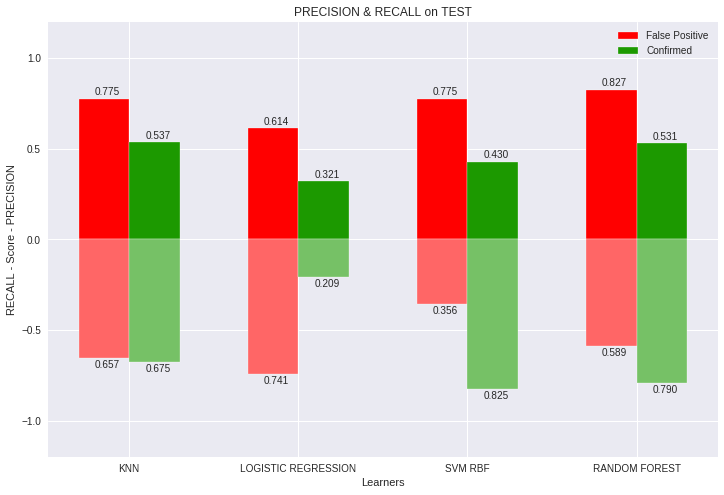 PRECISION & RECALL on TEST
False Positive
Confirmed
RECALL - Score - PRECISION
1.0
0.5
0.0
−0.5
−1.0
0.775
0.537
0.614
0.321
0.775
0.430
0.827
0.531
0.657
0.675
0.741
0.209
0.356
0.825
0.589
0.790
KNN
LOGISTIC REGRESSION
SVM RBF
RANDOM FOREST
Learners